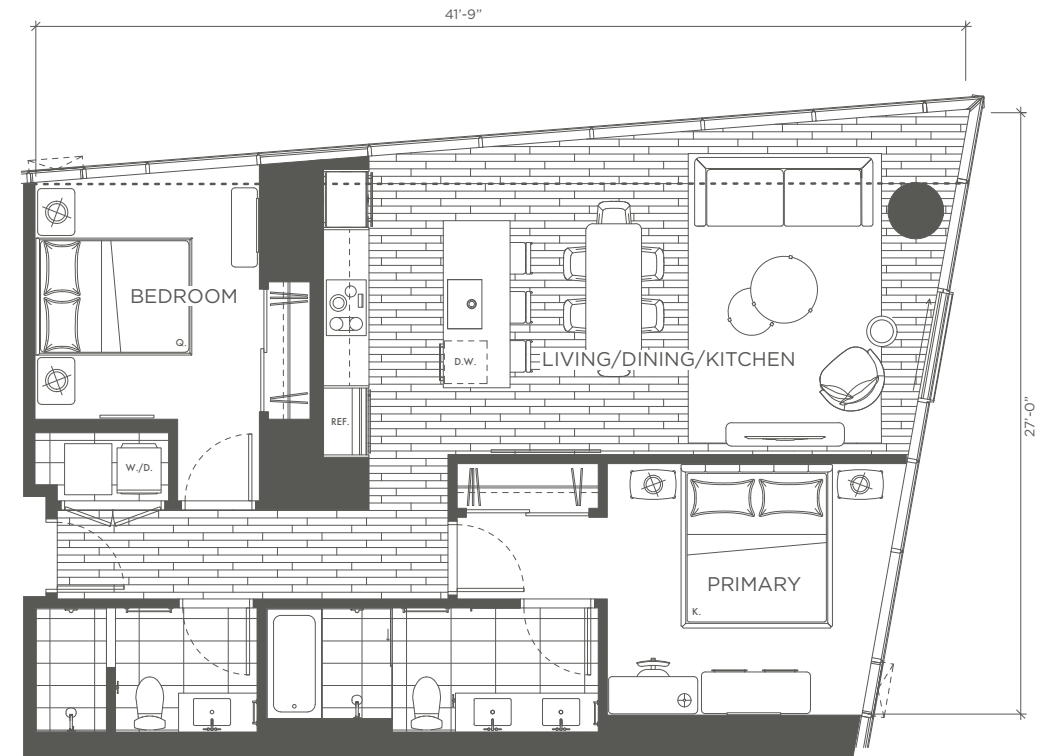 41’-9”
BEDROOM
Q.
D.W.
LIVING/DINING/KITCHEN
REF.
27’-0”
W./D.
PRIMARY
K.